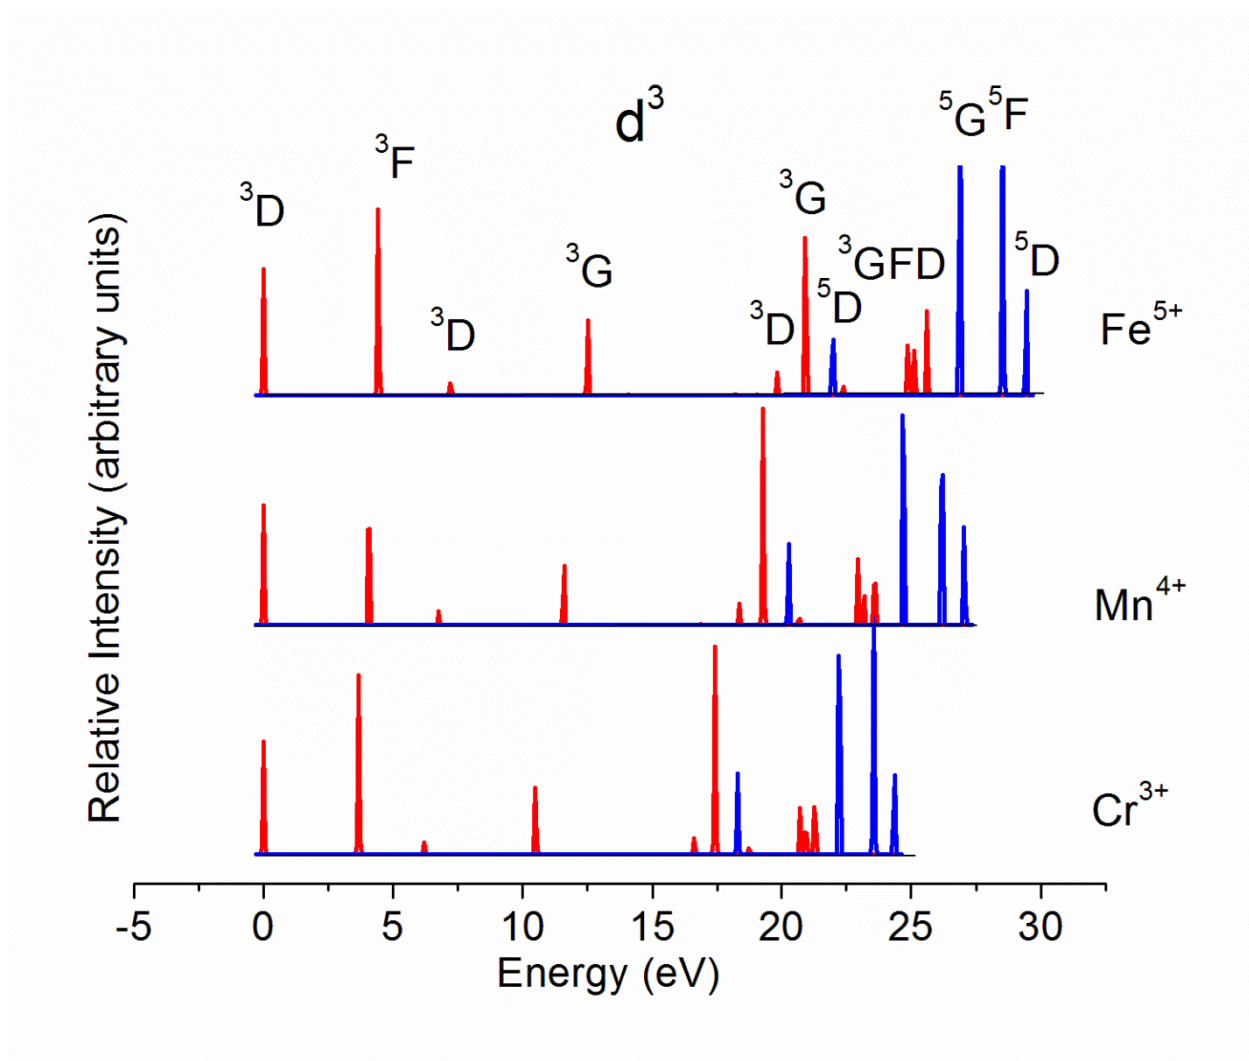 d³
⁵G⁵F
³F
³D
³G
³G
³GFD
⁵D
³D
³D
⁵D
Fe⁵⁺
Mn⁴⁺
Cr³⁺
Relative Intensity (arbitrary units)
-5 0 5 10 15 20 25 30
Energy (eV)